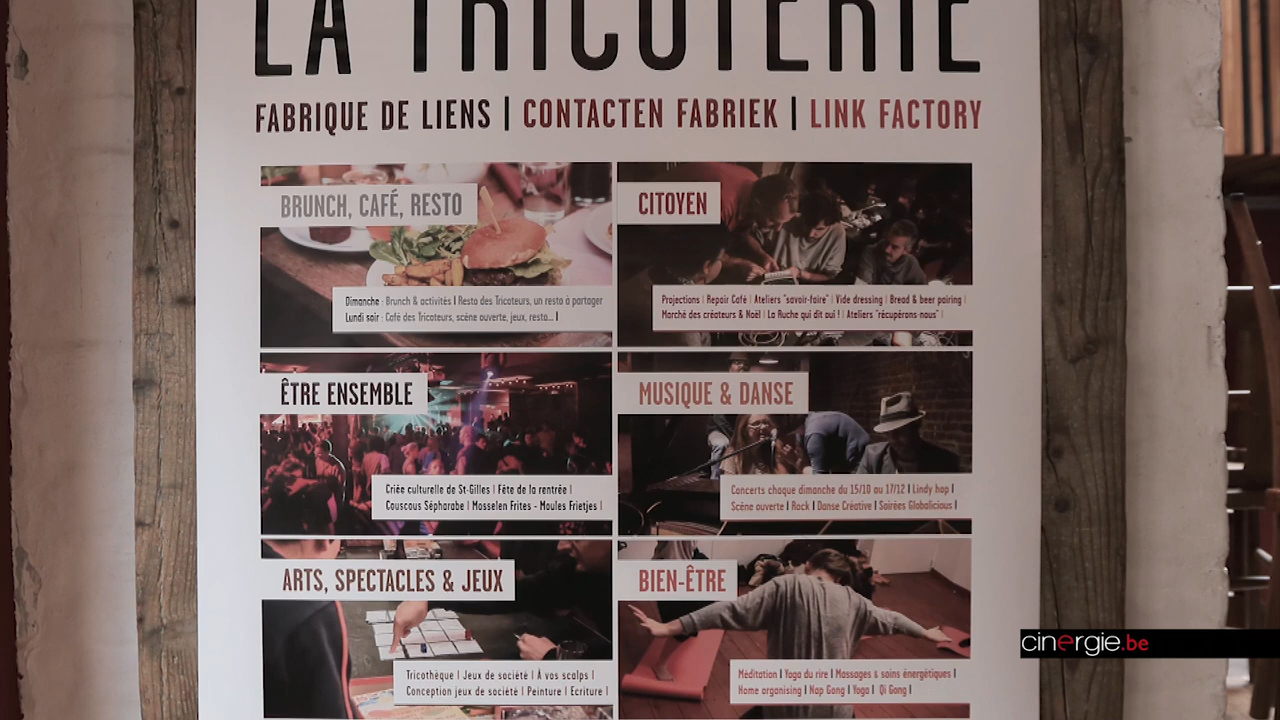 LA TRICOTERIE
FABRIQUE DE LIENS | CONTACTEN FABRIEK | LINK FACTORY
BRUNCH, CAFÉ, RESTO
Dimanche : Brunch & activités | Resto des Tricoteurs, un resto à partager
Lundi soir : Café des Tricoteurs, scène ouverte, jeux, resto... |
CITOYEN
Projections | Repair Café | Ateliers "savoir-faire" | Vide dressing | Bread & beer pairing |
Marché des créateurs & Noël | La Ruche qui dit oui ! | Ateliers "récupérons-nous" |
ÊTRE ENSEMBLE
Criée culturelle de St-Gilles | Fête de la rentrée |
Couscous Sépharabe | Mosselen Frites - Moules Frietjes |
MUSIQUE & DANSE
Concerts chaque dimanche du 15/10 au 17/12 | Lindy hop |
Scène ouverte | Rock | Danse Créative | Soirées Globalicious |
ARTS, SPECTACLES & JEUX
Tricothèque | Jeux de société | À vos scalps |
Conception jeux de société | Peinture | Ecriture |
BIEN-ÊTRE
Méditation | Yoga du rire | Massages & soins énergétiques |
Home organising | Nap Gong | Yoga | Qi Gong |
cinergie.be